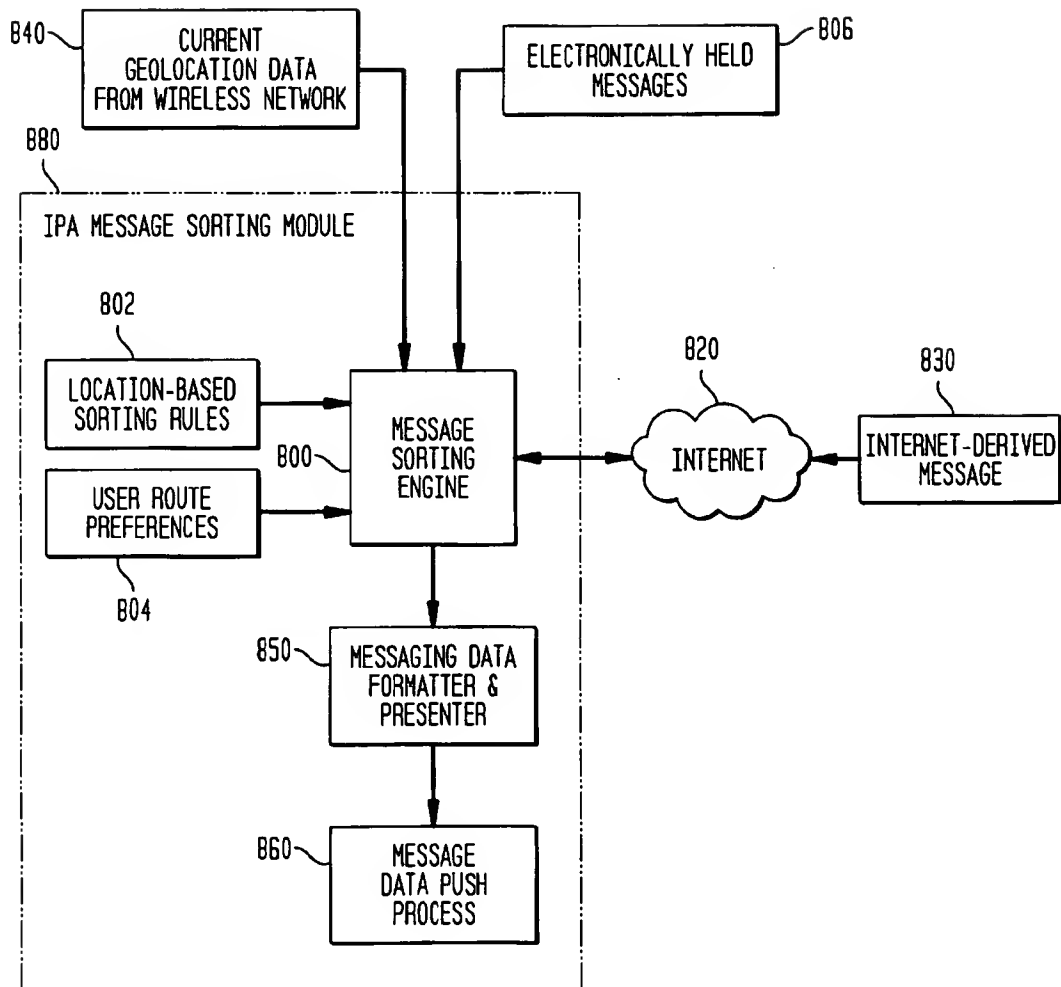 840
CURRENT
GEOLOCATION DATA
FROM WIRELESS NETWORK
806
ELECTRONICALLY HELD
MESSAGES
880
IPA MESSAGE SORTING MODULE
802
LOCATION-BASED
SORTING RULES
800
MESSAGE
SORTING
ENGINE
820
INTERNET
830
INTERNET-DERIVED
MESSAGE
USER ROUTE
PREFERENCES
804
850
MESSAGING DATA
FORMATTER &
PRESENTER
860
MESSAGE
DATA PUSH
PROCESS